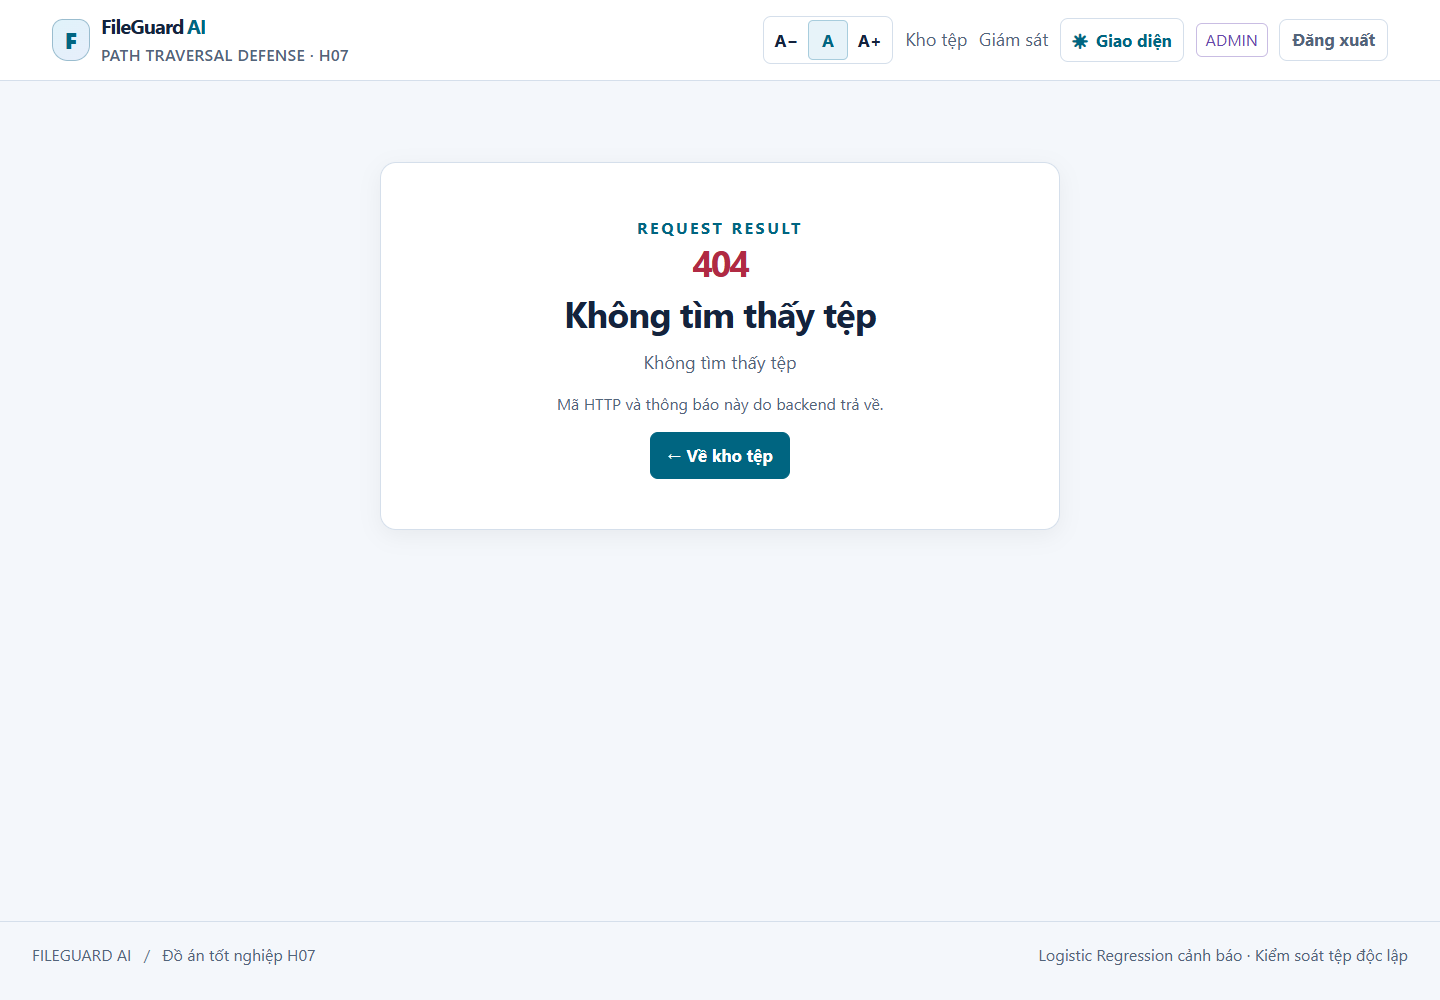 F
FileGuard AI
PATH TRAVERSAL DEFENSE · H07
A− A A+ Kho tệp Giám sát ✷ Giao diện ADMIN Đăng xuất
REQUEST RESULT
404
Không tìm thấy tệp
Không tìm thấy tệp
Mã HTTP và thông báo này do backend trả về.
← Về kho tệp
FILEGUARD AI / Đồ án tốt nghiệp H07
Logistic Regression cảnh báo · Kiểm soát tệp độc lập